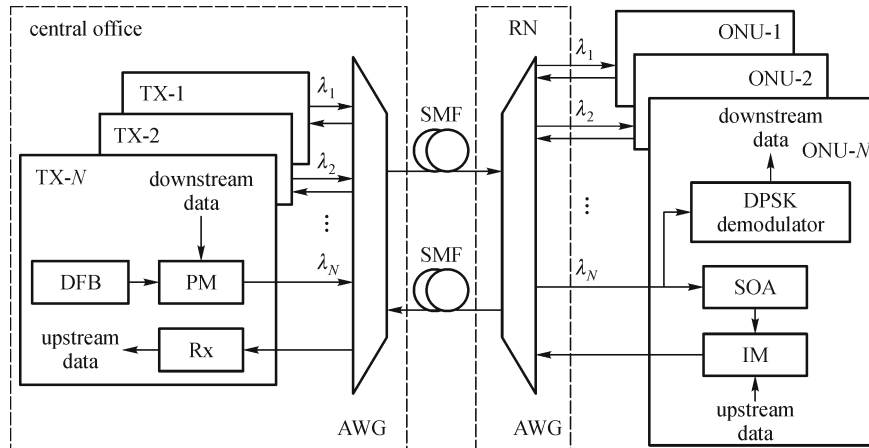 central office
RN
ONU-1
ONU-2
ONU-N
TX-1
TX-2
TX-N
λ1
λ2
⋮
λN
SMF
SMF
λ1
λ2
⋮
λN
downstream
data
DFB
PM
upstream
data
Rx
AWG
AWG
downstream
data
DPSK
demodulator
SOA
IM
upstream
data